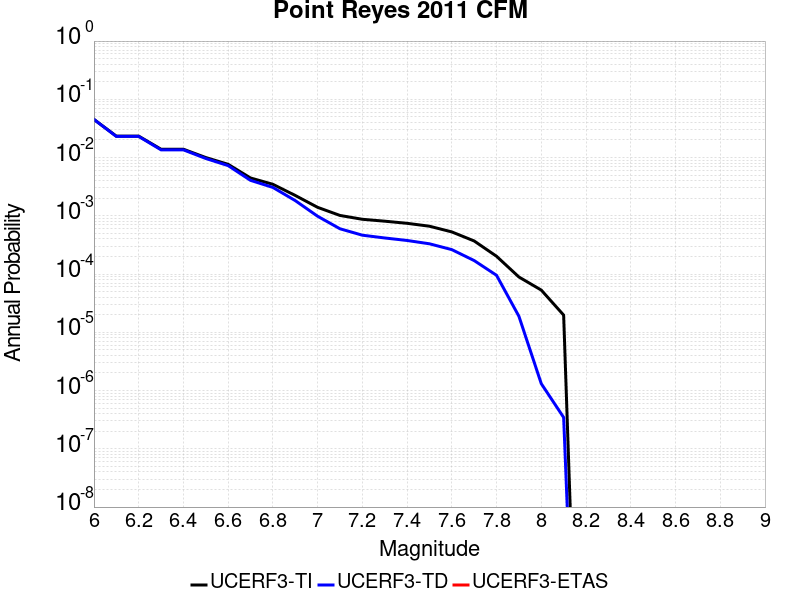 Point Reyes 2011 CFM
10^0
10^-1
10^-2
10^-3
10^-4
10^-5
10^-6
10^-7
10^-8
Annual Probability
6 6.2 6.4 6.6 6.8 7 7.2 7.4 7.6 7.8 8 8.2 8.4 8.6 8.8 9
Magnitude
UCERF3-TI UCERF3-TD UCERF3-ETAS